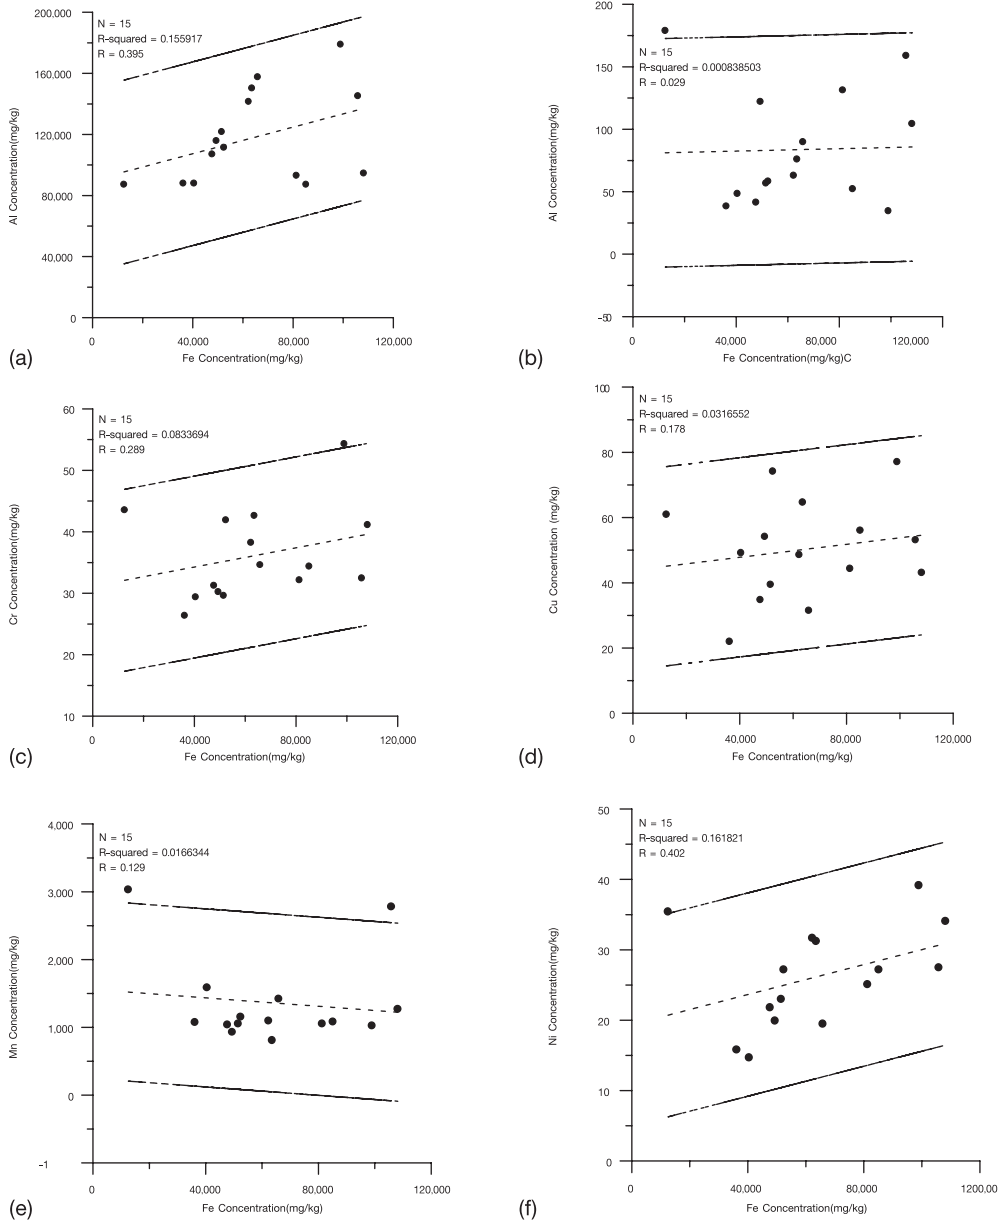 200,000
160,000
120,000
80,000
40,000
0
Al Concentration(mg/kg)
N = 15
R-squared = 0.155917
R = 0.395
0 40,000 80,000 120,000
Fe Concentration(mg/kg)
(a)
200
150
100
50
0
-50
Al Concentration(mg/kg)
N = 15
R-squared = 0.000838503
R = 0.029
0 40,000 80,000 120,000
Fe Concentration(mg/kg)C
(b)
60
50
40
30
20
10
Cr Concentration(mg/kg)
N = 15
R-squared = 0.0833694
R = 0.289
0 40,000 80,000 120,000
Fe Concentration(mg/kg)
(c)
100
80
60
40
20
0
Cu Concentration (mg/kg)
N = 15
R-squared = 0.0316552
R = 0.178
0 40,000 80,000 120,000
Fe Concentration(mg/kg)
(d)
4,000
3,000
2,000
1,000
0
-1
Mn Concentration(mg/kg)
N = 15
R-squared = 0.0166344
R = 0.129
0 40,000 80,000 120,000
Fe Concentration(mg/kg)
(e)
50
40
30
20
10
0
Ni Concentration(mg/kg)
N = 15
R-squared = 0.161821
R = 0.402
0 40,000 80,000 1200,00
Fe Concentration(mg/kg)
(f)